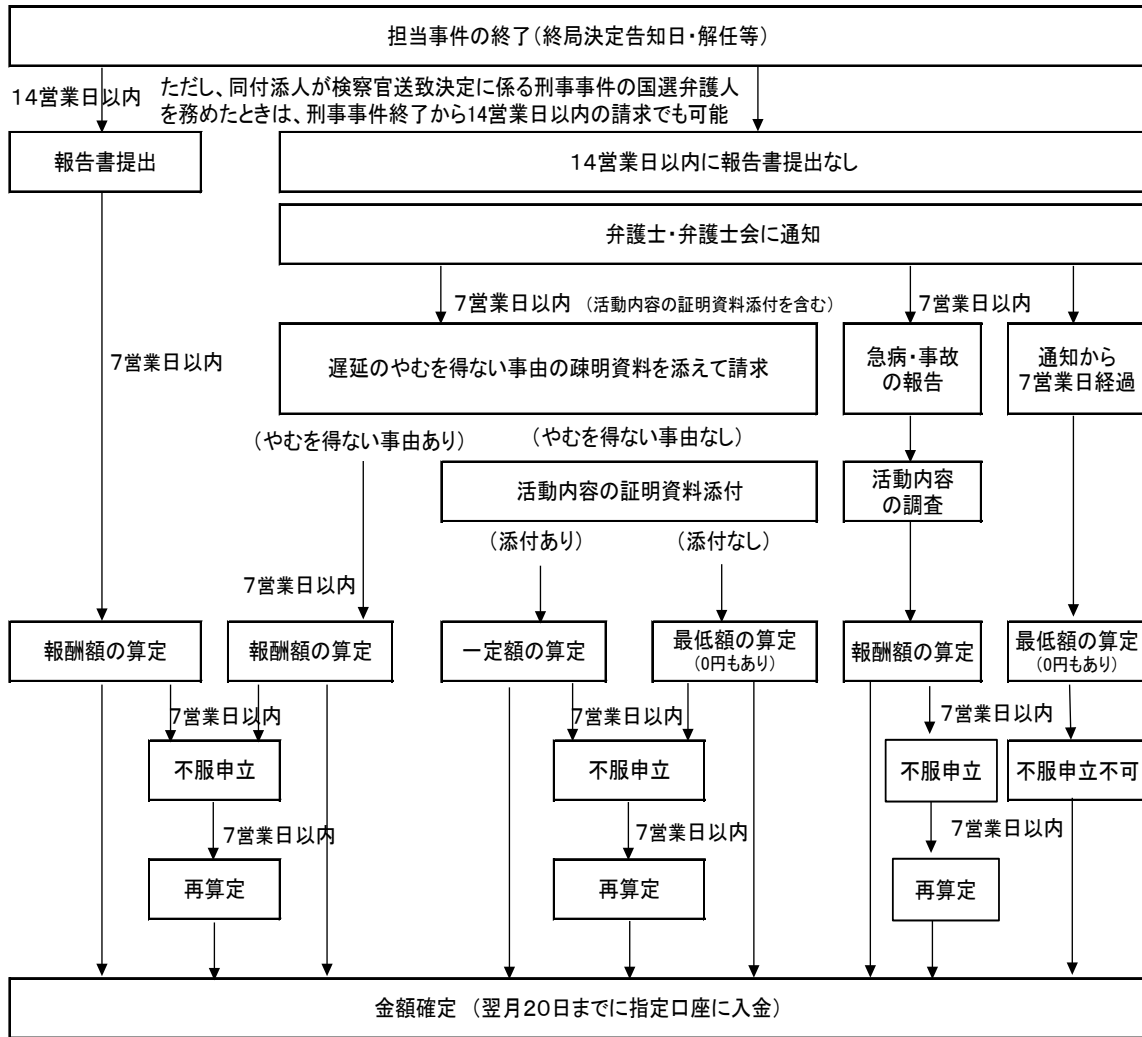 担当事件の終了（終局決定告知日・解任等）
14営業日以内
ただし、同付添人が検察官送致決定に係る刑事事件の国選弁護人
を務めたときは、刑事事件終了から14営業日以内の請求でも可能
報告書提出
14営業日以内に報告書提出なし
弁護士・弁護士会に通知
7営業日以内（活動内容の証明資料添付を含む）
7営業日以内
7営業日以内
遅延のやむを得ない事由の疎明資料を添えて請求
急病・事故
の報告
通知から
7営業日経過
（やむを得ない事由あり）
（やむを得ない事由なし）
活動内容の証明資料添付
活動内容
の調査
（添付あり）
（添付なし）
7営業日以内
報酬額の算定
報酬額の算定
一定額の算定
最低額の算定
（0円もあり）
報酬額の算定
最低額の算定
（0円もあり）
7営業日以内
7営業日以内
7営業日以内
不服申立
不服申立
不服申立
不服申立不可
7営業日以内
7営業日以内
7営業日以内
再算定
再算定
再算定
金額確定（翌月20日までに指定口座に入金）